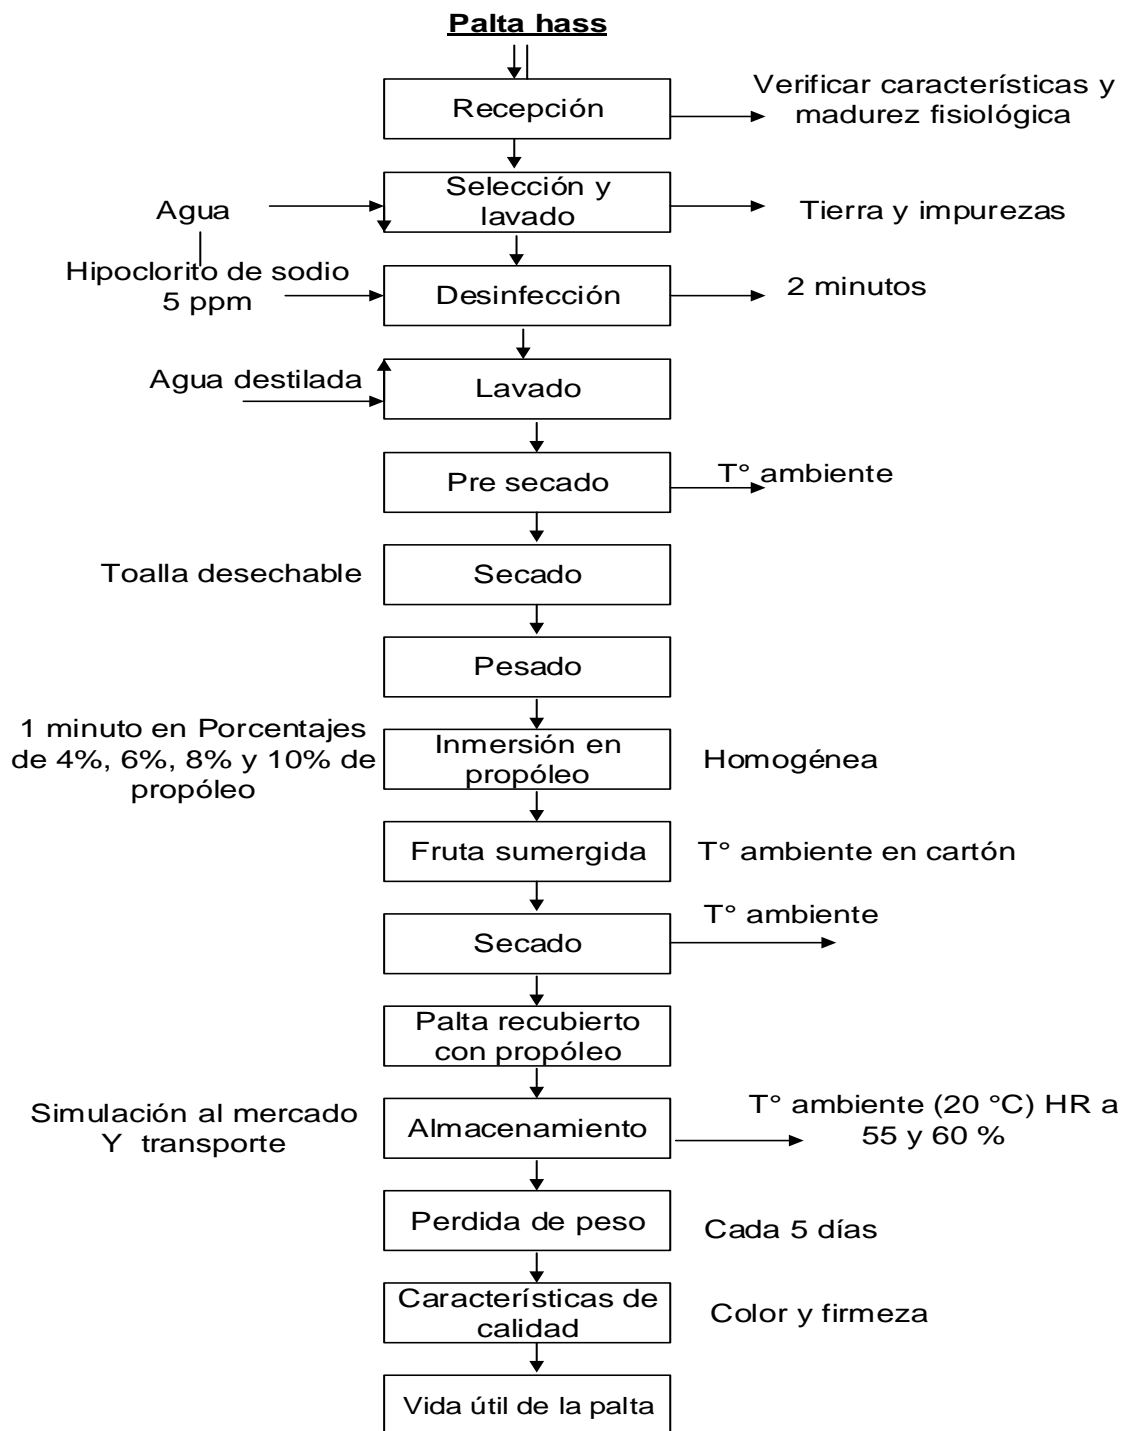 Palta hass
Recepción
Verificar características y
madurez fisiológica
Agua
Selección y
lavado
Tierra y impurezas
Hipoclorito de sodio
5 ppm
Desinfección
2 minutos
Agua destilada
Lavado
Pre secado
T° ambiente
Toalla desechable
Secado
Pesado
1 minuto en Porcentajes
de 4%, 6%, 8% y 10% de
propóleo
Inmersión en
propóleo
Homogénea
Fruta sumergida
T° ambiente en cartón
Secado
T° ambiente
Palta recubierto
con propóleo
Simulación al mercado
Y transporte
Almacenamiento
T° ambiente (20 °C) HR a
55 y 60 %
Perdida de peso
Cada 5 días
Características de
calidad
Color y firmeza
Vida útil de la palta